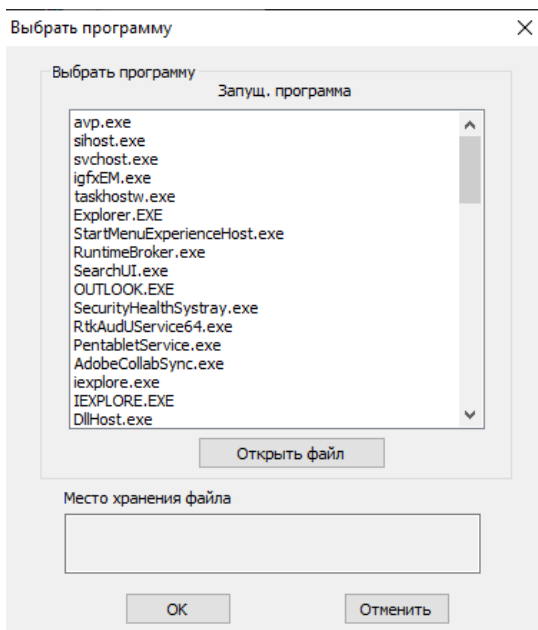 Выбрать программу
Выбрать программу
Запущ. программа
avp.exe
sihost.exe
svchost.exe
igfxEM.exe
taskhostw.exe
Explorer.EXE
StartMenuExperienceHost.exe
RuntimeBroker.exe
SearchUI.exe
OUTLOOK.EXE
SecurityHealthSystray.exe
RtkAudUService64.exe
PentabletService.exe
AdobeCollabSync.exe
iexplore.exe
IEXPLORE.EXE
DllHost.exe
Открыть файл
Место хранения файла
OK
Отменить